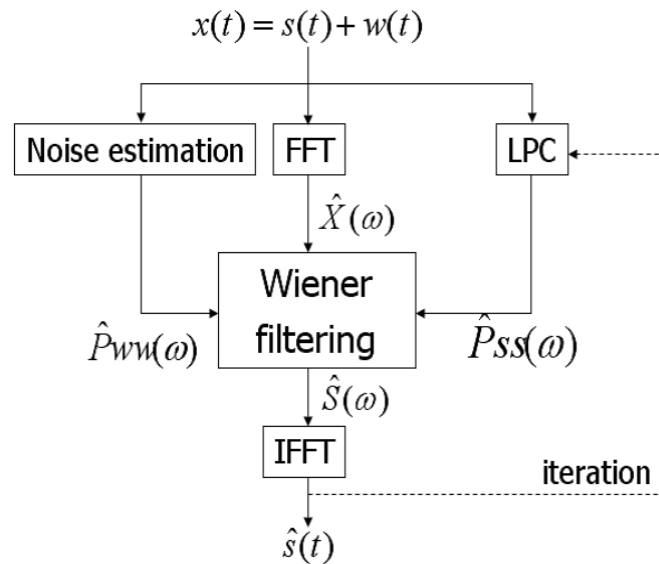 x(t) = s(t) + w(t)
Noise estimation
FFT
LPC
X̂(ω)
Wiener
filtering
P̂ww(ω)
P̂ss(ω)
Ŝ(ω)
IFFT
iteration
ŝ(t)